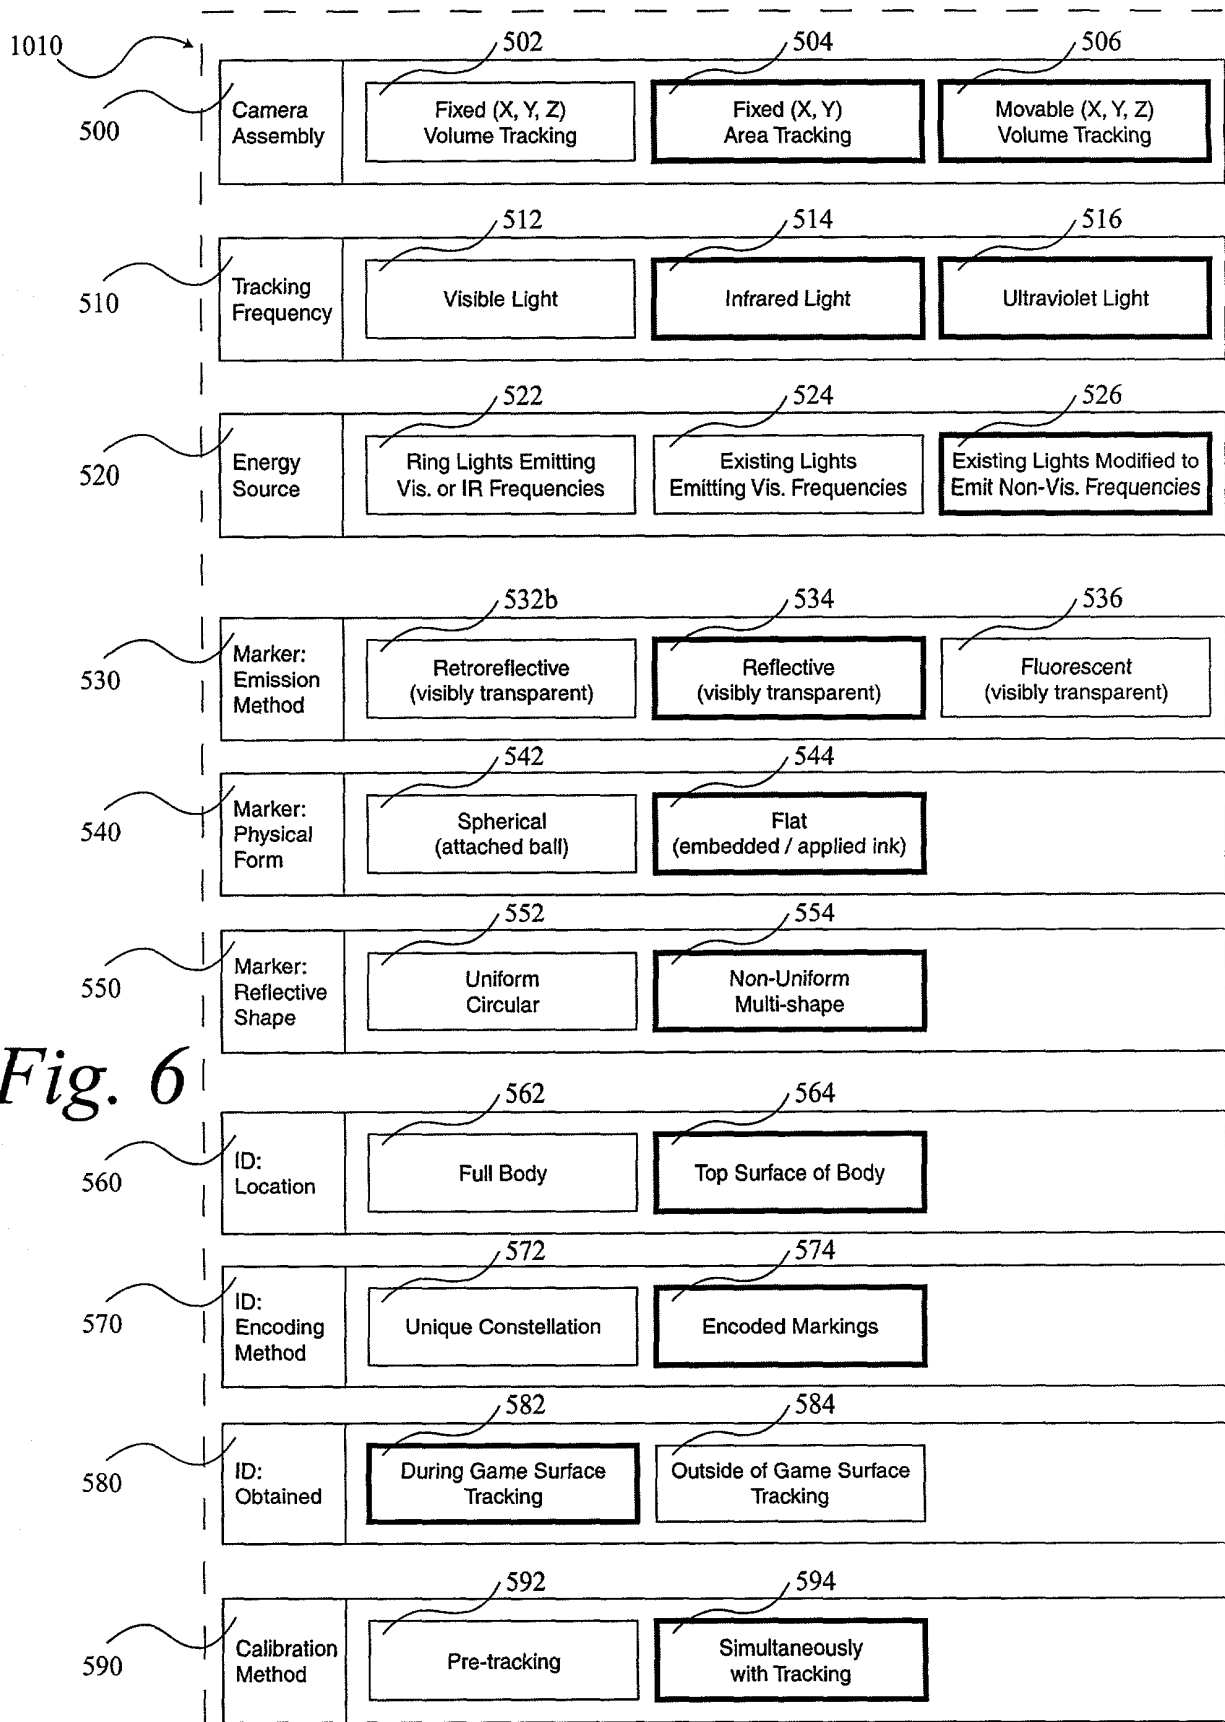 1010
502
504
506
500
Camera
Assembly
Fixed (X, Y, Z)
Volume Tracking
Fixed (X, Y)
Area Tracking
Movable (X, Y, Z)
Volume Tracking
512
514
516
510
Tracking
Frequency
Visible Light
Infrared Light
Ultraviolet Light
522
524
526
520
Energy
Source
Ring Lights Emitting
Vis. or IR Frequencies
Existing Lights
Emitting Vis. Frequencies
Existing Lights Modified to
Emit Non-Vis. Frequencies
532b
534
536
530
Marker:
Emission
Method
Retroreflective
(visibly transparent)
Reflective
(visibly transparent)
Fluorescent
(visibly transparent)
542
544
540
Marker:
Physical
Form
Spherical
(attached ball)
Flat
(embedded / applied ink)
552
554
550
Marker:
Reflective
Shape
Uniform
Circular
Non-Uniform
Multi-shape
Fig. 6
562
564
560
ID:
Location
Full Body
Top Surface of Body
572
574
570
ID:
Encoding
Method
Unique Constellation
Encoded Markings
582
584
580
ID:
Obtained
During Game Surface
Tracking
Outside of Game Surface
Tracking
592
594
590
Calibration
Method
Pre-tracking
Simultaneously
with Tracking